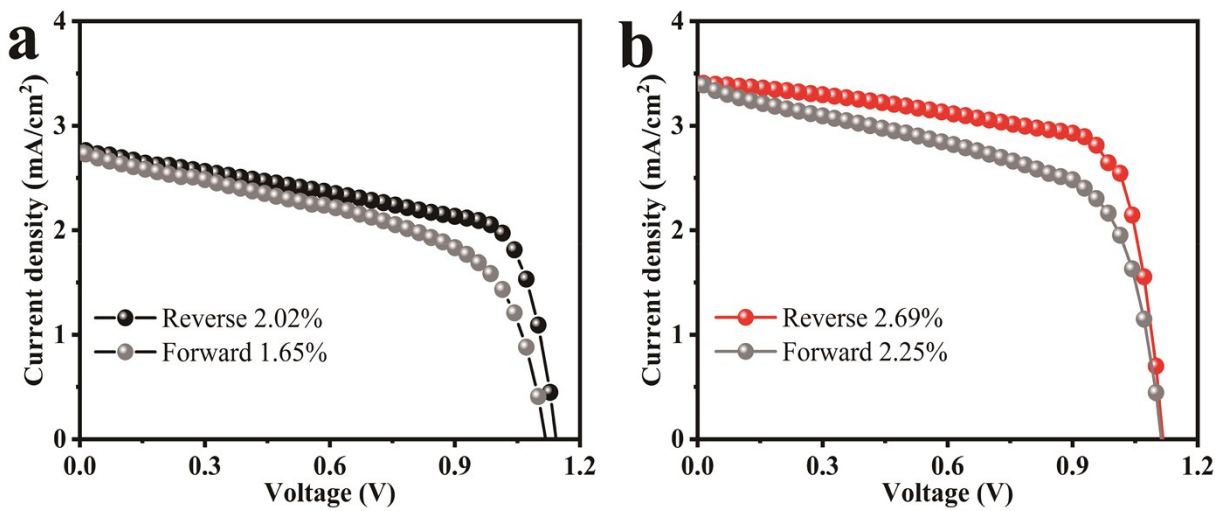 a
Current density (mA/cm²)
4
3
2
1
0
Reverse 2.02%
Forward 1.65%
0.0 0.3 0.6 0.9 1.2
Voltage (V)
b
Current density (mA/cm²)
4
3
2
1
0
Reverse 2.69%
Forward 2.25%
0.0 0.3 0.6 0.9 1.2
Voltage (V)